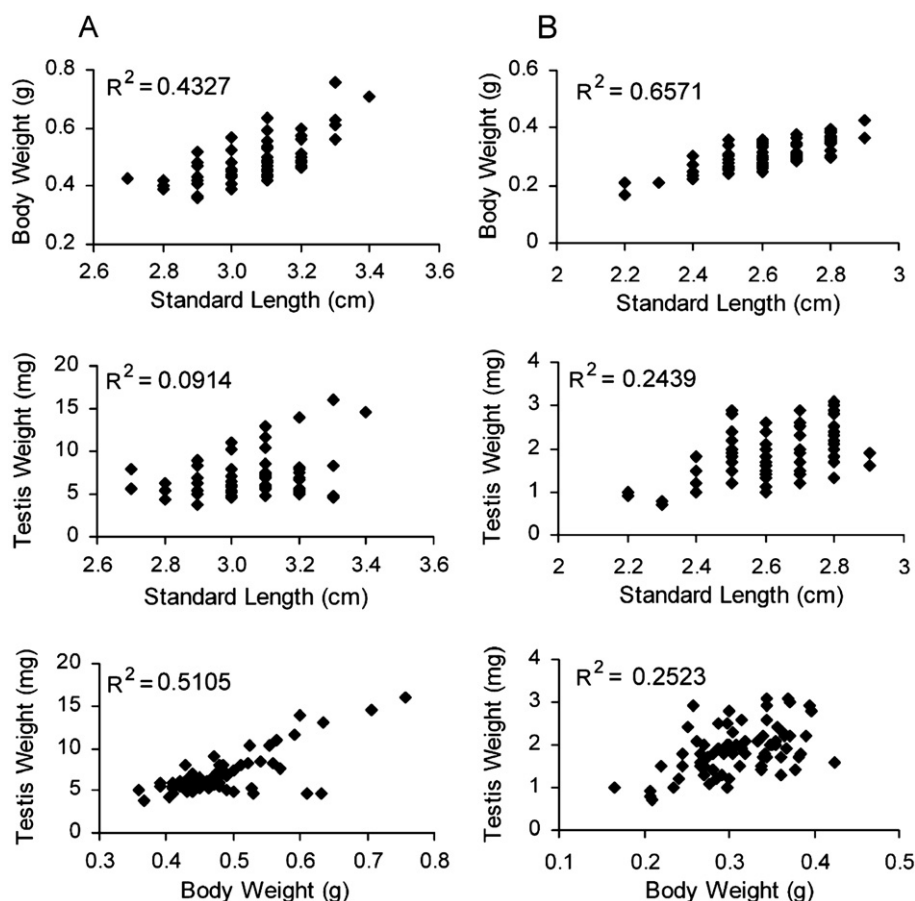 A
B
R² = 0.4327
R² = 0.6571
Body Weight (g)
0.8
0.6
0.4
0.2
2.6 2.8 3.0 3.2 3.4 3.6
Standard Length (cm)
Body Weight (g)
0.6
0.4
0.2
0
2 2.2 2.4 2.6 2.8 3
Standard Length (cm)
R² = 0.0914
Testis Weight (mg)
20
15
10
5
0
2.6 2.8 3.0 3.2 3.4 3.6
Standard Length (cm)
R² = 0.2439
Testis Weight (mg)
4
3
2
1
0
2 2.2 2.4 2.6 2.8 3
Standard Length (cm)
R² = 0.5105
Testis Weight (mg)
20
15
10
5
0
0.3 0.4 0.5 0.6 0.7 0.8
Body Weight (g)
R² = 0.2523
Testis Weight (mg)
4
3
2
1
0
0.1 0.2 0.3 0.4 0.5
Body Weight (g)